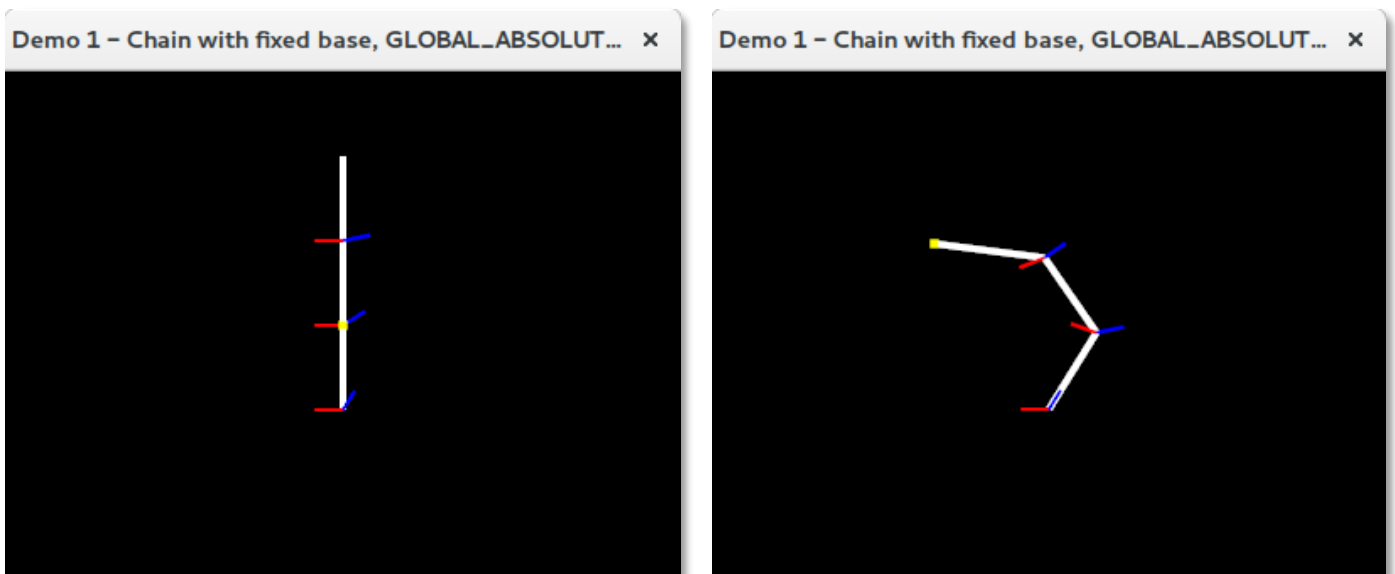 Demo 1 – Chain with fixed base, GLOBAL_ABSOLUT...
Demo 1 – Chain with fixed base, GLOBAL_ABSOLUT...